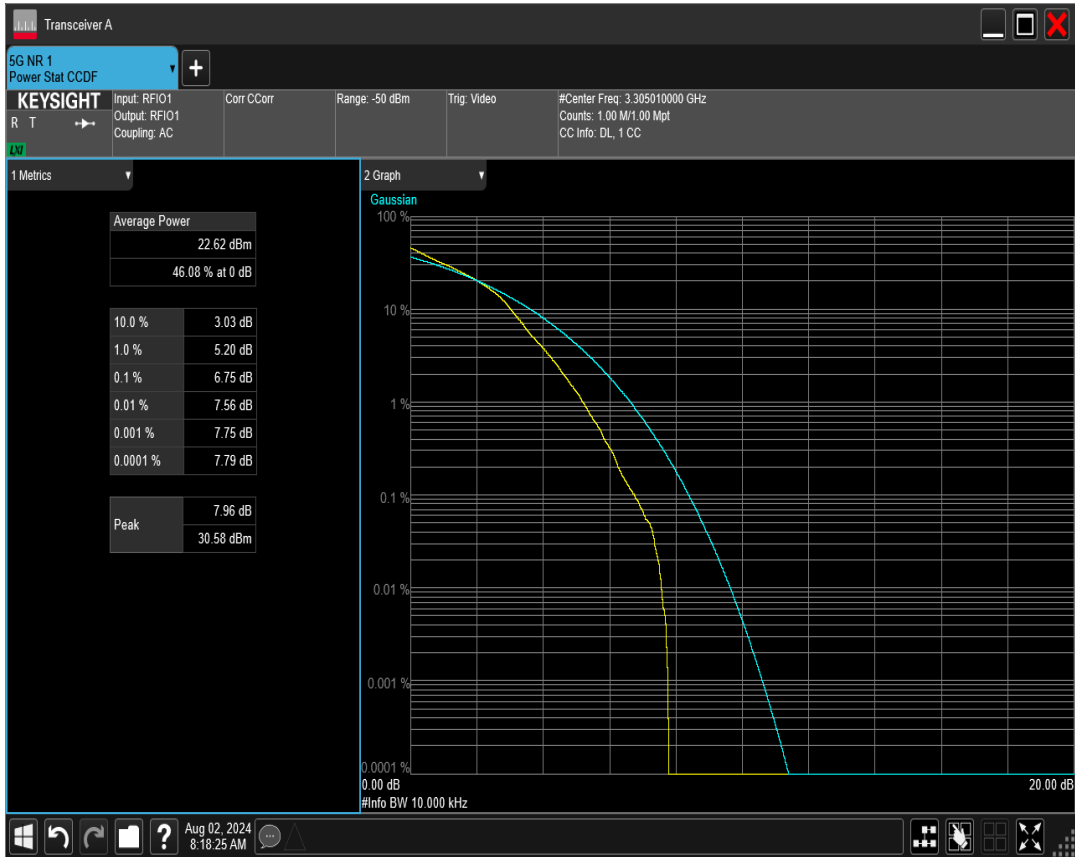 Transceiver A
5G NR 1
Power Stat CCDF
+
KEYSIGHT
R T
LXI
Input: RFIO1
Output: RFIO1
Coupling: AC
Corr CCorr
Range: -50 dBm
Trig: Video
#Center Freq: 3.305010000 GHz
Counts: 1.00 M/1.00 Mpt
CC Info: DL, 1 CC
1 Metrics
Average Power
22.62 dBm
46.08 % at 0 dB
10.0 % 3.03 dB
1.0 % 5.20 dB
0.1 % 6.75 dB
0.01 % 7.56 dB
0.001 % 7.75 dB
0.0001 % 7.79 dB
Peak
7.96 dB
30.58 dBm
2 Graph
Gaussian
100 %
10 %
1 %
0.1 %
0.01 %
0.001 %
0.0001 %
0.00 dB 20.00 dB
#Info BW 10.000 kHz
?
Aug 02, 2024
8:18:25 AM